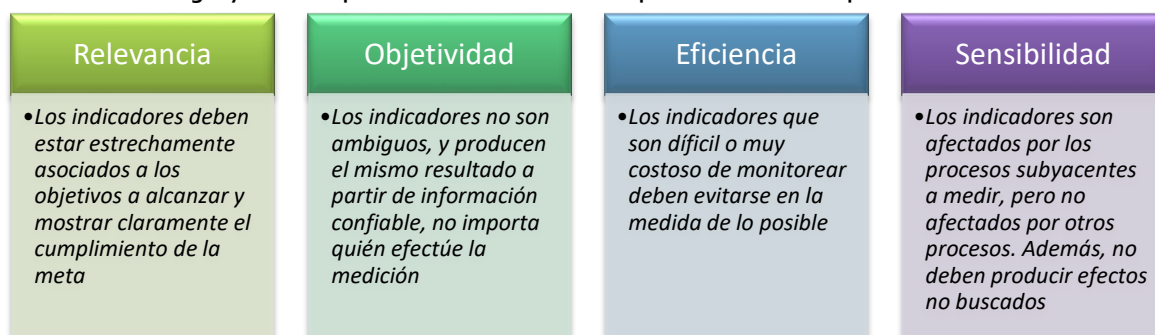 Relevancia
•Los indicadores deben
estar estrechamente
asociados a los
objetivos a alcanzar y
mostrar claramente el
cumplimiento de la
meta
Objetividad
•Los indicadores no son
ambiguos, y producen
el mismo resultado a
partir de información
confiable, no importa
quién efectúe la
medición
Eficiencia
•Los indicadores que
son díficil o muy
costoso de monitorear
deben evitarse en la
medida de lo posible
Sensibilidad
•Los indicadores son
afectados por los
procesos subyacentes
a medir, pero no
afectados por otros
procesos. Además, no
deben producir efectos
no buscados